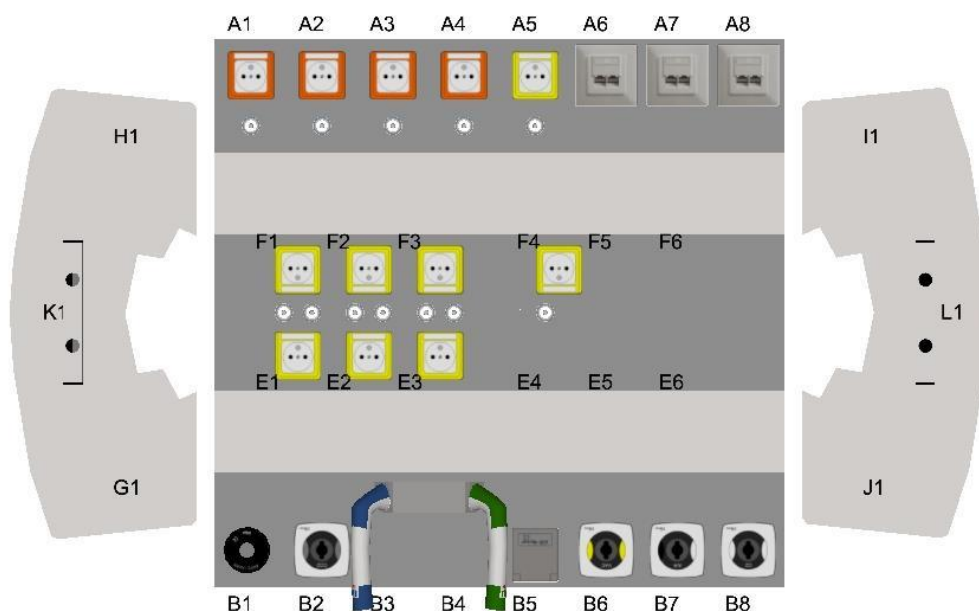 A1 A2 A3 A4 A5 A6 A7 A8
H1 I1
F1 F2 F3 F4 F5 F6
K1 L1
E1 E2 E3 E4 E5 E6
G1 J1
B1 B2 B3 B4 B5 B6 B7 B8